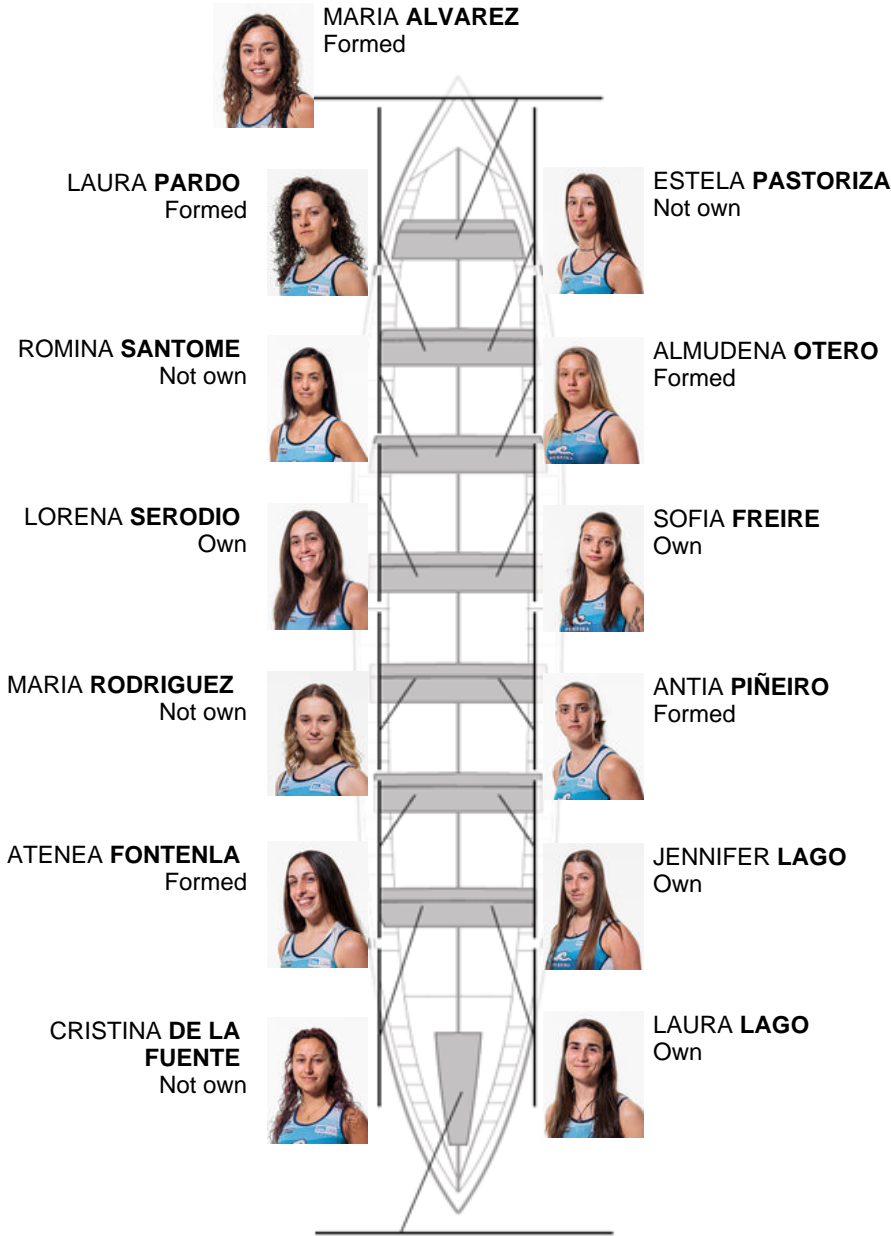 MARIA ALVAREZ
Formed
LAURA PARDO
Formed
ESTELA PASTORIZA
Not own
ROMINA SANTOME
Not own
ALMUDENA OTERO
Formed
LORENA SERODIO
Own
SOFIA FREIRE
Own
MARIA RODRIGUEZ
Not own
ANTIA PIÑEIRO
Formed
ATENEA FONTENLA
Formed
JENNIFER LAGO
Own
CRISTINA DE LA
FUENTE
Not own
LAURA LAGO
Own